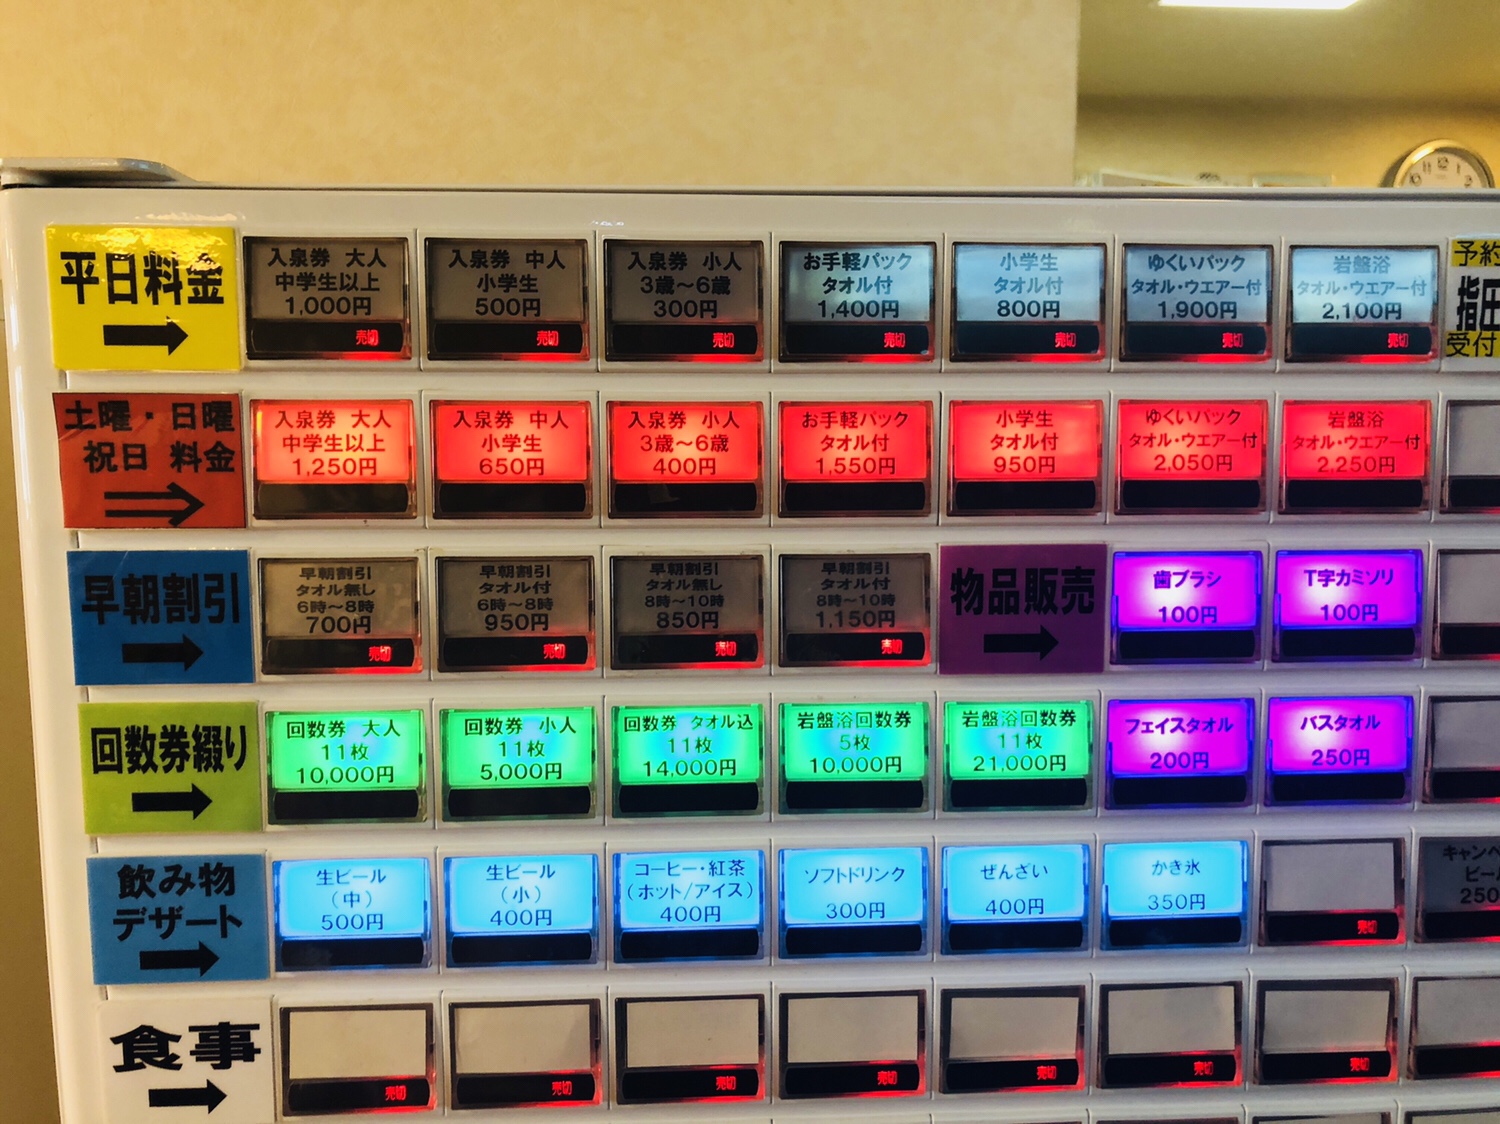 平日料金
入泉券 大人
中学生以上
1,000円
売切
入泉券 中人
小学生
500円
売切
入泉券 小人
3歳～6歳
300円
売切
お手軽パック
タオル付
1,400円
売切
小学生
タオル付
800円
売切
ゆくいパック
タオル・ウエアー付
1,900円
売切
岩盤浴
タオル・ウエアー付
2,100円
売切
予約
指圧
受付
土曜・日曜
祝日 料金
入泉券 大人
中学生以上
1,250円
入泉券 中人
小学生
650円
入泉券 小人
3歳～6歳
400円
お手軽パック
タオル付
1,550円
小学生
タオル付
950円
ゆくいパック
タオル・ウエアー付
2,050円
岩盤浴
タオル・ウエアー付
2,250円
早朝割引
早朝割引
タオル無し
6時～8時
700円
売切
早朝割引
タオル付
6時～8時
950円
売切
早朝割引
タオル無し
8時～10時
850円
売切
早朝割引
タオル付
8時～10時
1,150円
売切
物品販売
歯ブラシ
100円
T字カミソリ
100円
回数券綴り
回数券 大人
11枚
10,000円
回数券 小人
11枚
5,000円
回数券 タオル込
11枚
14,000円
岩盤浴回数券
5枚
10,000円
岩盤浴回数券
11枚
21,000円
フェイスタオル
200円
バスタオル
250円
飲み物
デザート
生ビール
（中）
500円
生ビール
（小）
400円
コーヒー・紅茶
（ホット/アイス）
400円
ソフトドリンク
300円
ぜんざい
400円
かき氷
350円
売切
キャンペ
ビー
250
食事
売切
売切
売切
売切
売切
売切
売切